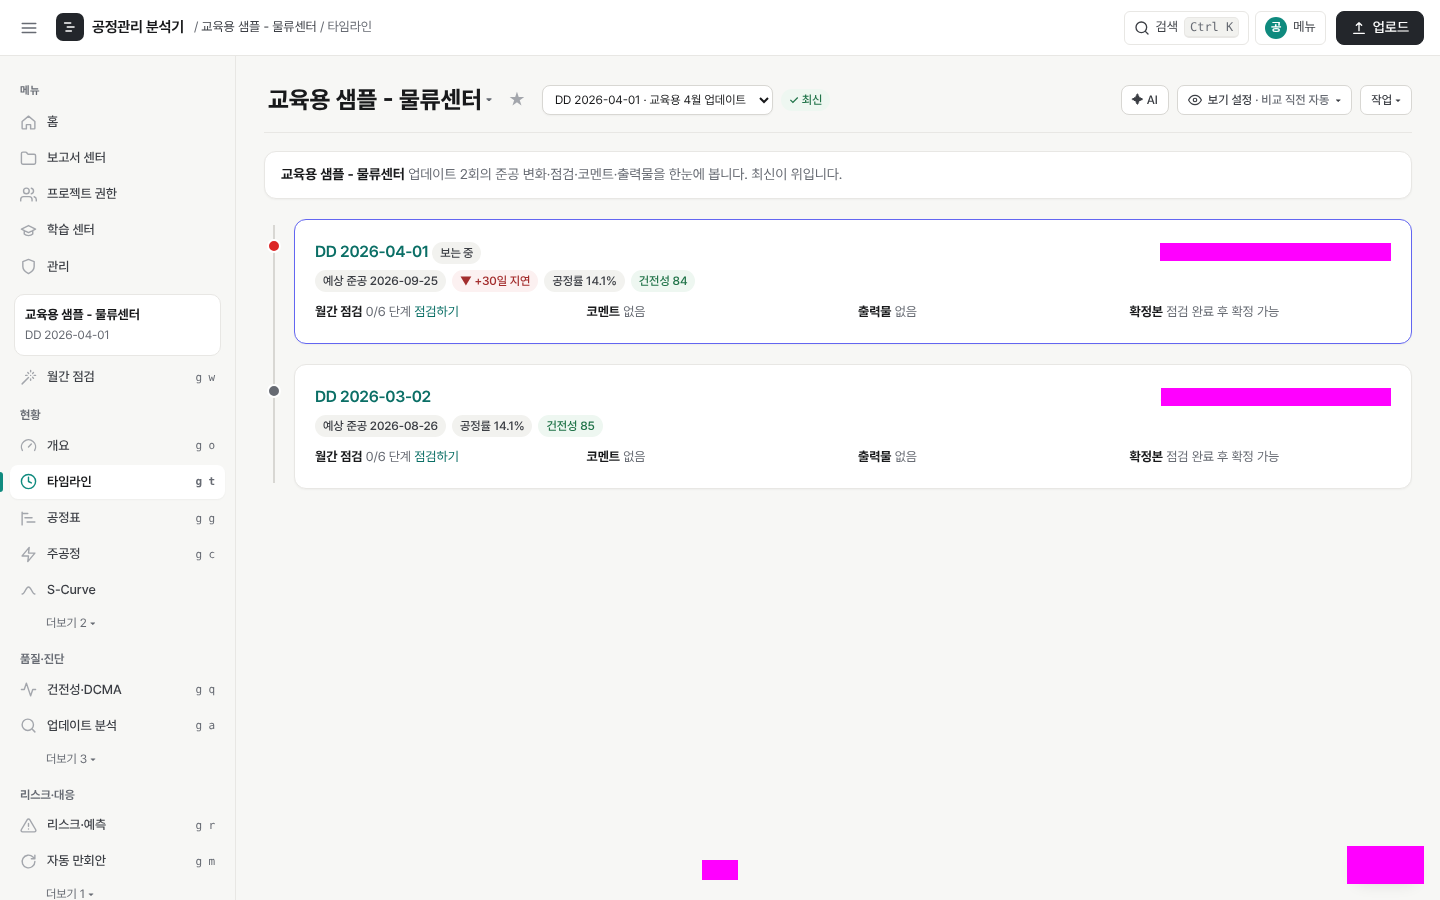 공정관리 분석기 / 교육용 샘플 - 물류센터 / 타임라인
검색 Ctrl K
공 메뉴
업로드
메뉴
홈
보고서 센터
프로젝트 권한
학습 센터
관리
교육용 샘플 - 물류센터
DD 2026-04-01
월간 점검 g w
현황
개요 g o
타임라인 g t
공정표 g g
주공정 g c
S-Curve
더보기 2
품질·진단
건전성·DCMA g q
업데이트 분석 g a
더보기 3
리스크·대응
리스크·예측 g r
자동 만회안 g m
더보기 1
교육용 샘플 - 물류센터 ★ DD 2026-04-01 · 교육용 4월 업데이트 ✓ 최신
AI
보기 설정 · 비교 직전 자동
작업
교육용 샘플 - 물류센터 업데이트 2회의 준공 변화·점검·코멘트·출력물을 한눈에 봅니다. 최신이 위입니다.
DD 2026-04-01 보는 중
예상 준공 2026-09-25 ▼ +30일 지연 공정률 14.1% 건전성 84
월간 점검 0/6 단계 점검하기 코멘트 없음 출력물 없음 확정본 점검 완료 후 확정 가능
DD 2026-03-02
예상 준공 2026-08-26 공정률 14.1% 건전성 85
월간 점검 0/6 단계 점검하기 코멘트 없음 출력물 없음 확정본 점검 완료 후 확정 가능